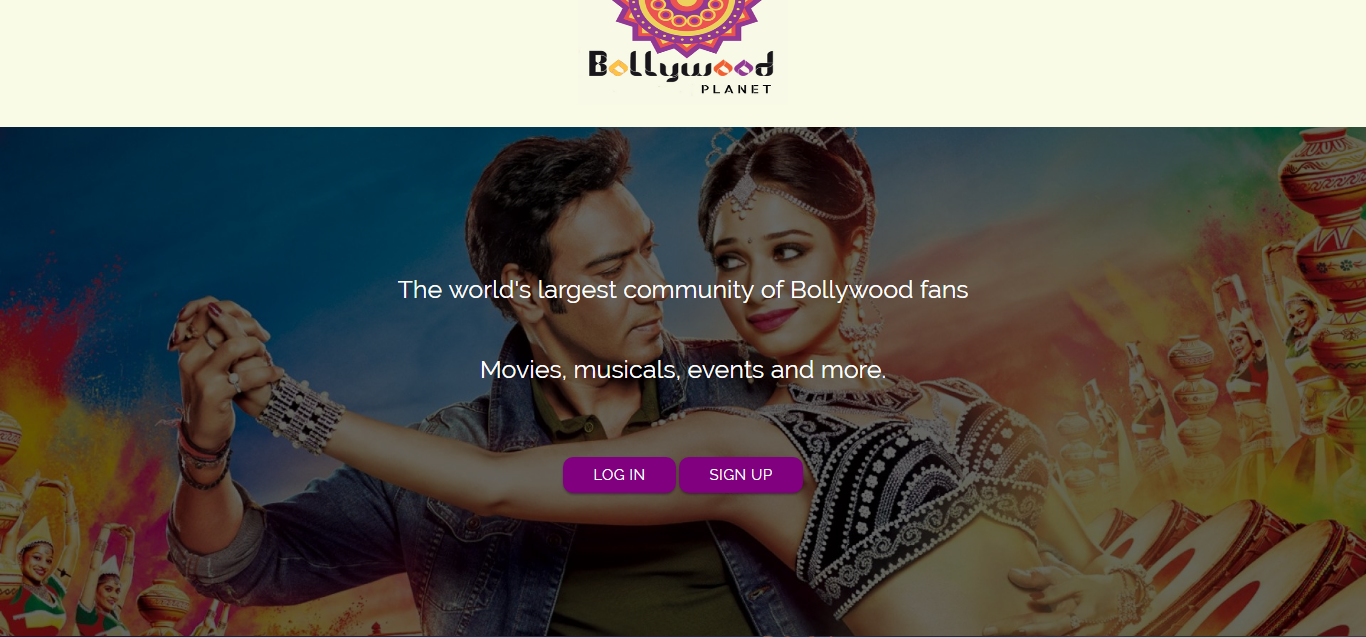 Bollywood
PLANET
The world's largest community of Bollywood fans
Movies, musicals, events and more.
LOG IN
SIGN UP